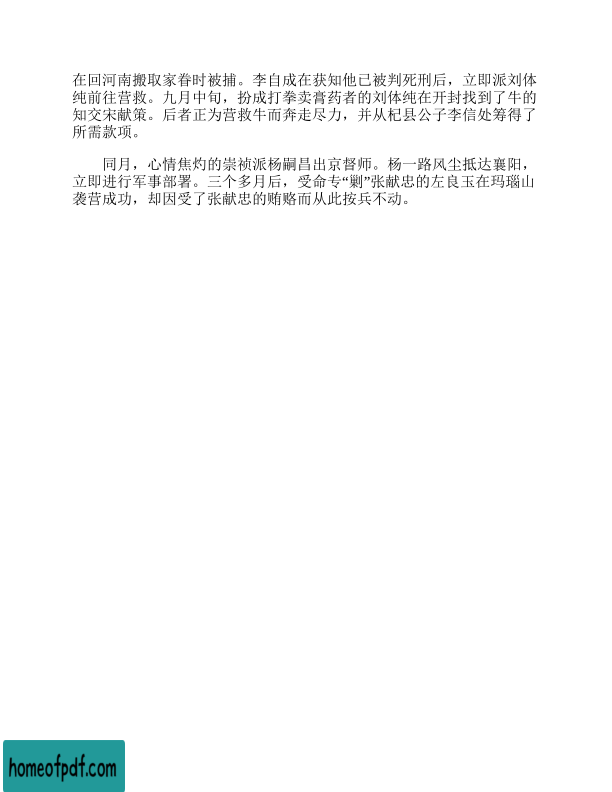 在回河南搬取家眷时被捕。李自成在获知他已被判死刑后，立即派刘体
纯前往营救。九月中旬，扮成打拳卖膏药者的刘体纯在开封找到了牛的
知交宋献策。后者正为营救牛而奔走尽力，并从杞县公子李信处筹得了
所需款项。
同月，心情焦灼的崇祯派杨嗣昌出京督师。杨一路风尘抵达襄阳，
立即进行军事部署。三个多月后，受命专“剿”张献忠的左良玉在玛瑙山
袭营成功，却因受了张献忠的贿赂而从此按兵不动。
homeofpdf.com